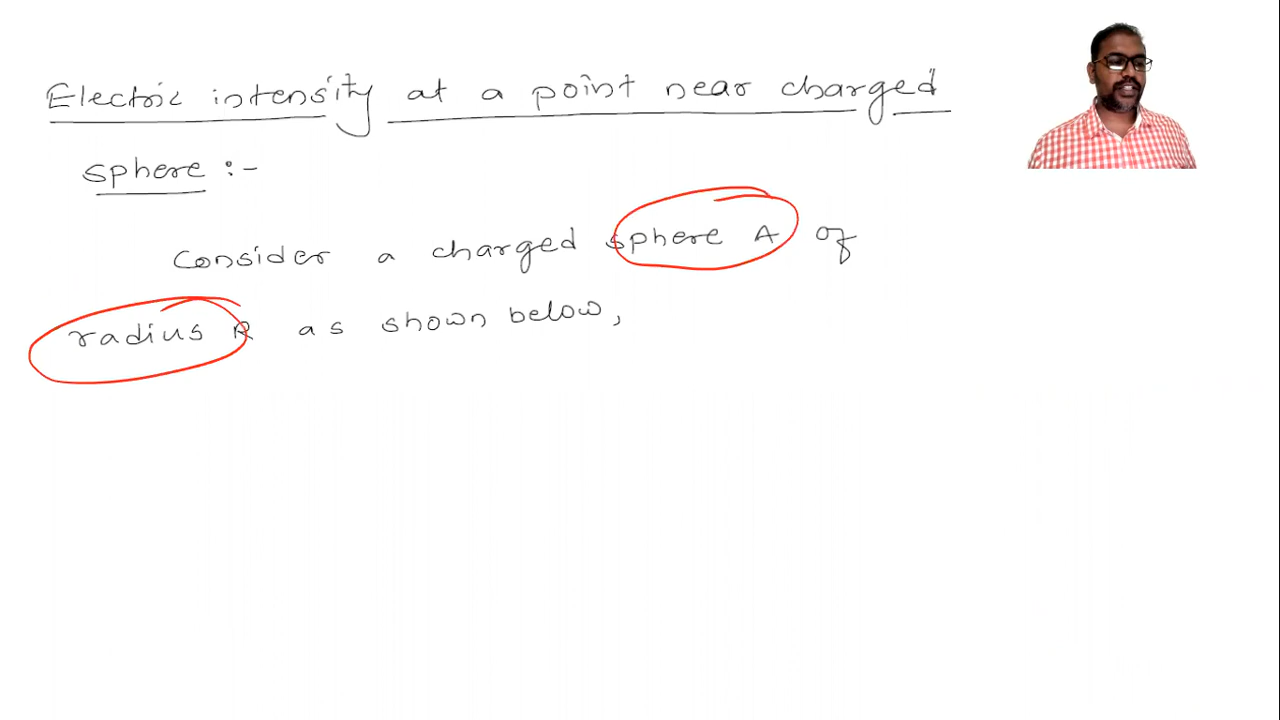 Electric intensity at a point near charged
sphere :-
Consider a charged sphere A of
radius R as shown below,